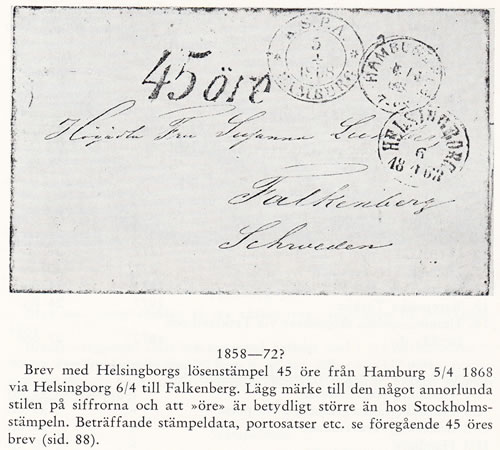 K.S.P.A.
5
4
1868
HAMBURG
HAMBURG
45 öre
HELSINGBORG
6
18 4 68
Högärba Fru Susanna
Falkenberg
Schweden
1858—72?
Brev med Helsingborgs lösenstämpel 45 öre från Hamburg 5/4 1868
via Helsingborg 6/4 till Falkenberg. Lägg märke till den något annorlunda
stilen på siffrorna och att »öre» är betydligt större än hos Stockholms-
stämpeln. Beträffande stämpeldata, portosatser etc. se föregående 45 öres
brev (sid. 88).